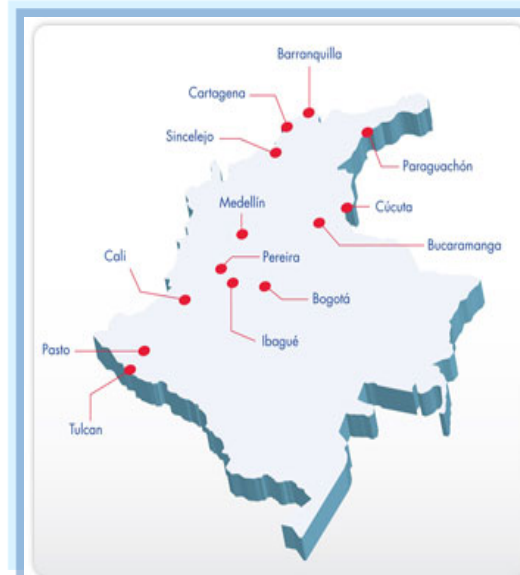 Barranquilla
Cartagena
Sincelejo
Paraguachón
Medellín
Cúcuta
Bucaramanga
Cali
Pereira
Bogotá
Ibagué
Pasto
Tulcan